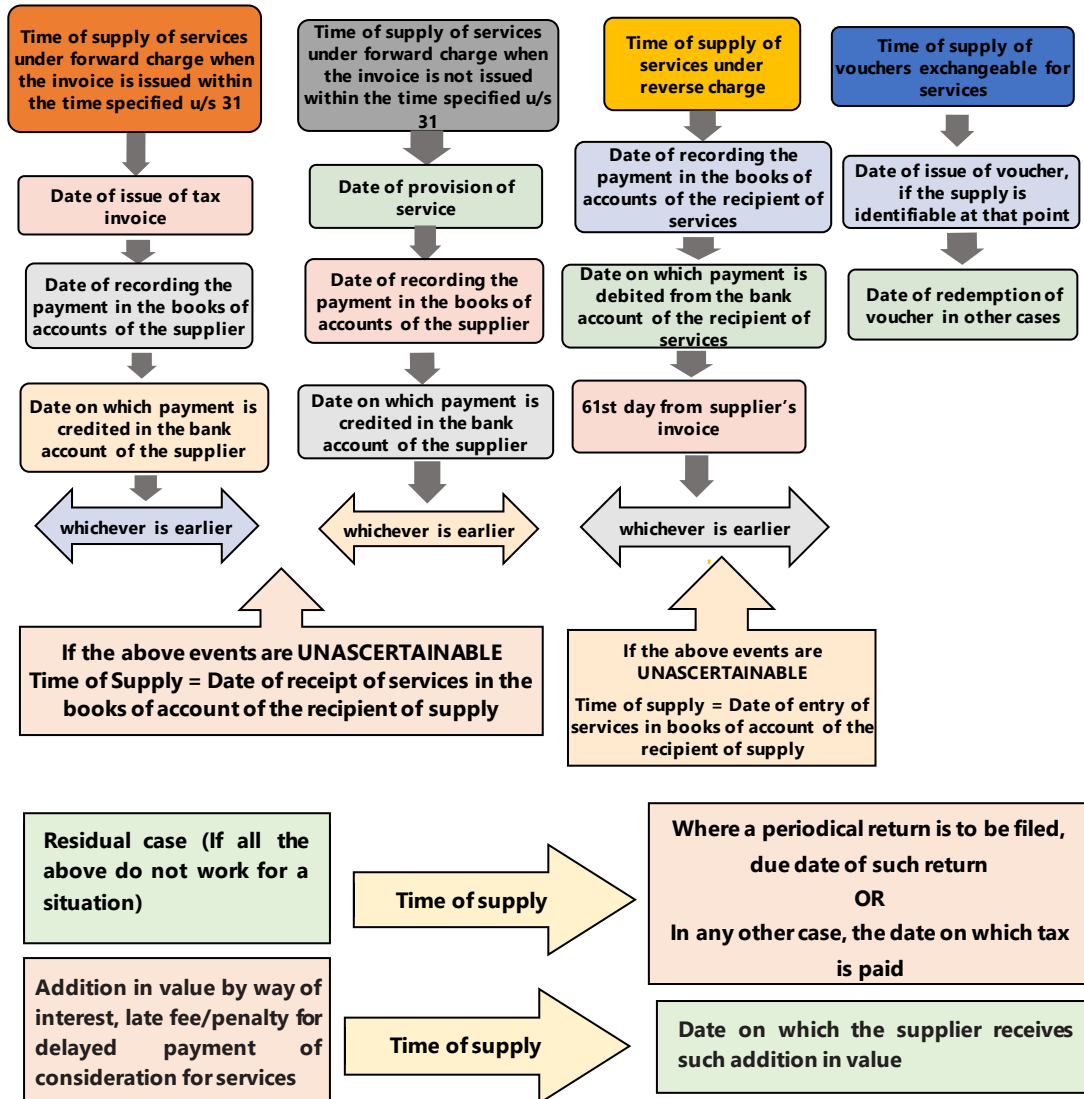 Time of supply of services
under forward charge when
the invoice is issued within
the time specified u/s 31
Time of supply of services
under forward charge when
the invoice is not issued
within the time specified u/s
31
Time of supply of
services under
reverse charge
Time of supply of
vouchers exchangeable for
services
Date of issue of tax
invoice
Date of provision of
service
Date of recording the
payment in the books of
accounts of the recipient of
services
Date of issue of voucher,
if the supply is
identifiable at that point
Date of recording the
payment in the books of
accounts of the supplier
Date of recording the
payment in the books of
accounts of the supplier
Date on which payment is
debited from the bank
account of the recipient of
services
Date of redemption of
voucher in other cases
Date on which payment is
credited in the bank
account of the supplier
Date on which payment is
credited in the bank
account of the supplier
61st day from supplier's
invoice
whichever is earlier
whichever is earlier
whichever is earlier
If the above events are UNASCERTAINABLE
Time of Supply = Date of receipt of services in the
books of account of the recipient of supply
If the above events are
UNASCERTAINABLE
Time of supply = Date of entry of
services in books of account of the
recipient of supply
Residual case (If all the
above do not work for a
situation)
Time of supply
Where a periodical return is to be filed,
due date of such return
OR
In any other case, the date on which tax
is paid
Addition in value by way of
interest, late fee/penalty for
delayed payment of
consideration for services
Time of supply
Date on which the supplier receives
such addition in value